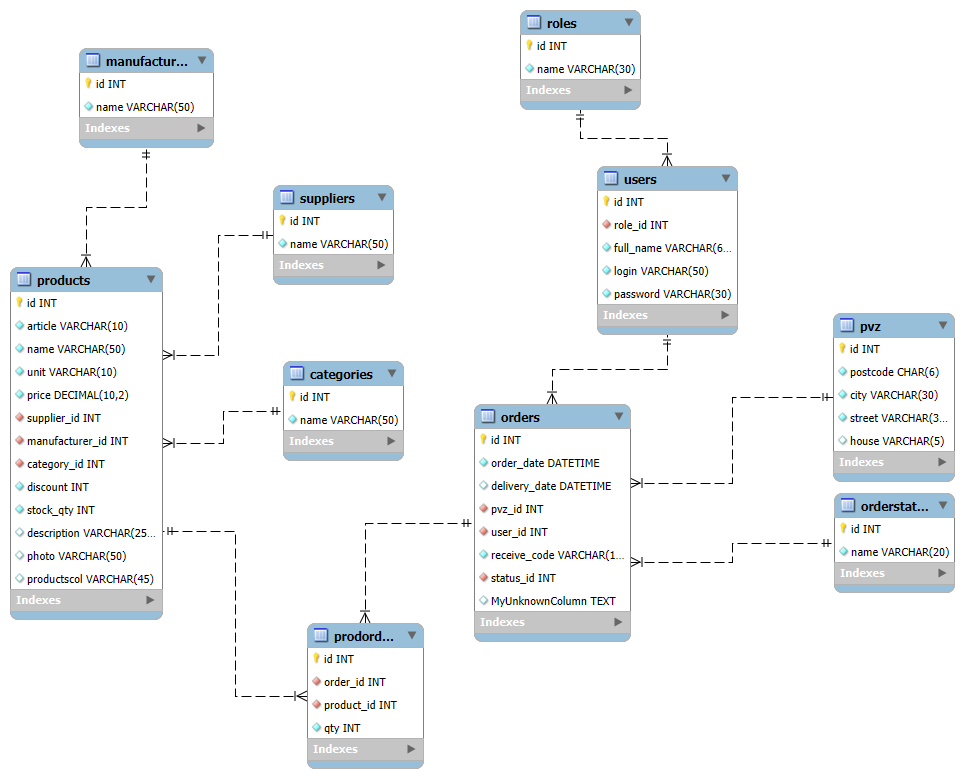 roles
id INT
name VARCHAR(30)
Indexes
manufactur...
id INT
name VARCHAR(50)
Indexes
users
id INT
role_id INT
full_name VARCHAR(6...
login VARCHAR(50)
password VARCHAR(30)
Indexes
suppliers
id INT
name VARCHAR(50)
Indexes
products
id INT
article VARCHAR(10)
name VARCHAR(50)
unit VARCHAR(10)
price DECIMAL(10,2)
supplier_id INT
manufacturer_id INT
category_id INT
discount INT
stock_qty INT
description VARCHAR(25...
photo VARCHAR(50)
productscol VARCHAR(45)
Indexes
categories
id INT
name VARCHAR(50)
Indexes
pvz
id INT
postcode CHAR(6)
city VARCHAR(30)
street VARCHAR(3...
house VARCHAR(5)
Indexes
orders
id INT
order_date DATETIME
delivery_date DATETIME
pvz_id INT
user_id INT
receive_code VARCHAR(1...
status_id INT
MyUnknownColumn TEXT
Indexes
orderstat...
id INT
name VARCHAR(20)
Indexes
prodord...
id INT
order_id INT
product_id INT
qty INT
Indexes